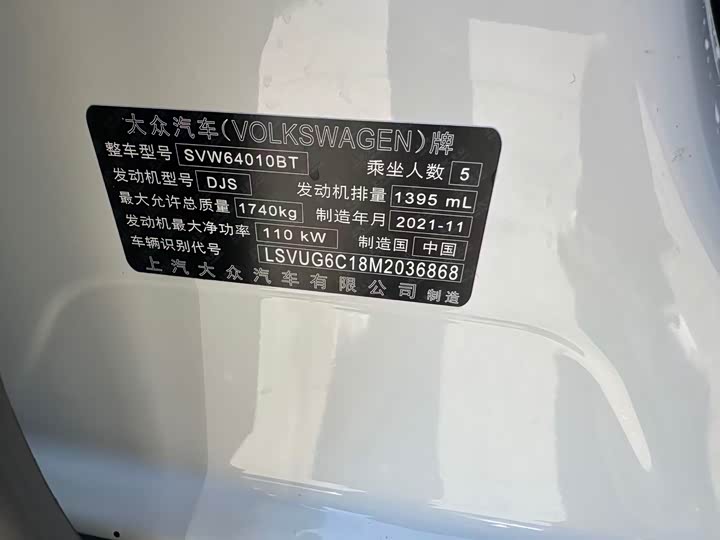 大众汽车(VOLKSWAGEN)牌
整车型号 SVW64010BT 乘坐人数 5
发动机型号 DJS 发动机排量 1395 mL
最大允许总质量 1740kg 制造年月 2021-11
发动机最大净功率 110 kW 制造国 中国
车辆识别代号 LSVUG6C18M2036868
上汽大众汽车有限公司 制造